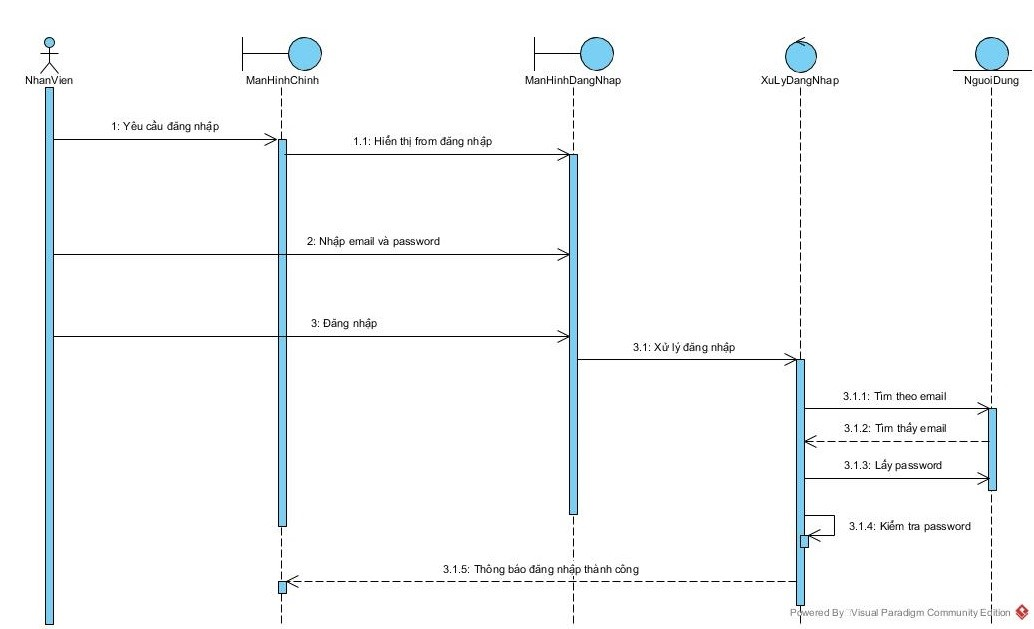 NhanVien
ManHinhChinh
ManHinhDangNhap
XuLyDangNhap
NguoiDung
1: Yêu cầu đăng nhập
1.1: Hiển thị from đăng nhập
2: Nhập email và password
3: Đăng nhập
3.1: Xử lý đăng nhập
3.1.1: Tìm theo email
3.1.2: Tìm thấy email
3.1.3: Lấy password
3.1.4: Kiểm tra password
3.1.5: Thông báo đăng nhập thành công
Powered By Visual Paradigm Community Edition